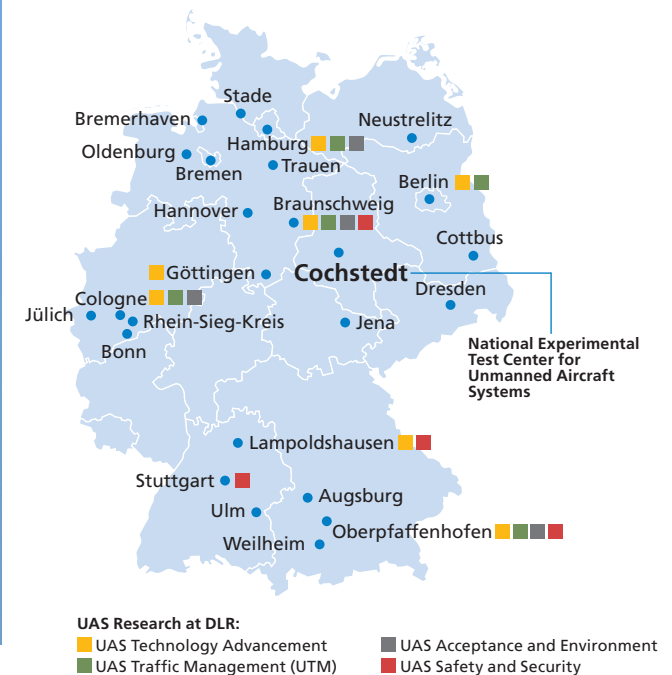 Stade
Bremerhaven
Neustrelitz
Hamburg
Oldenburg
Trauen
Bremen
Berlin
Braunschweig
Hannover
Cottbus
Göttingen
Cochstedt
Dresden
Cologne
Jülich
Rhein-Sieg-Kreis
Jena
Bonn
National Experimental
Test Center for
Unmanned Aircraft
Systems
Lampoldshausen
Stuttgart
Augsburg
Ulm
Oberpfaffenhofen
Weilheim
UAS Research at DLR:
UAS Technology Advancement
UAS Acceptance and Environment
UAS Traffic Management (UTM)
UAS Safety and Security